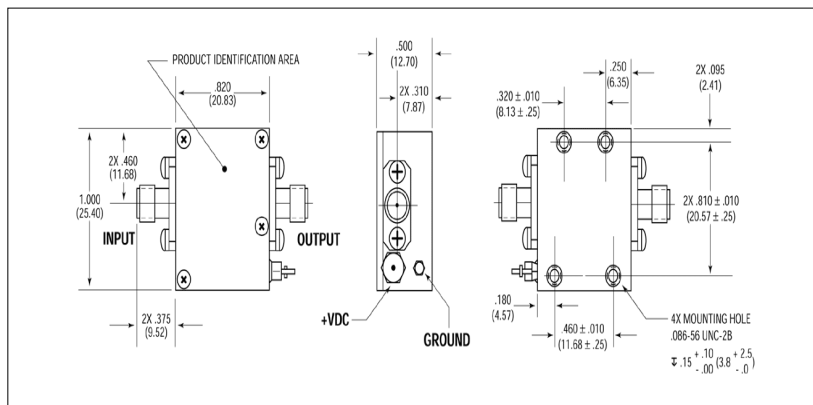 PRODUCT IDENTIFICATION AREA
.820
(20.83)
2X .460
(11.68)
1.000
(25.40)
INPUT
OUTPUT
2X .375
(9.52)
.500
(12.70)
2X .310
(7.87)
+VDC
GROUND
.250
(6.35)
2X .095
(2.41)
.320 ± .010
(8.13 ± .25)
2X .810 ± .010
(20.57 ± .25)
.180
(4.57)
.460 ± .010
(11.68 ± .25)
4X MOUNTING HOLE
.086-56 UNC-2B
↧ .15 + .10 - .00 (3.8 + 2.5 - .0)